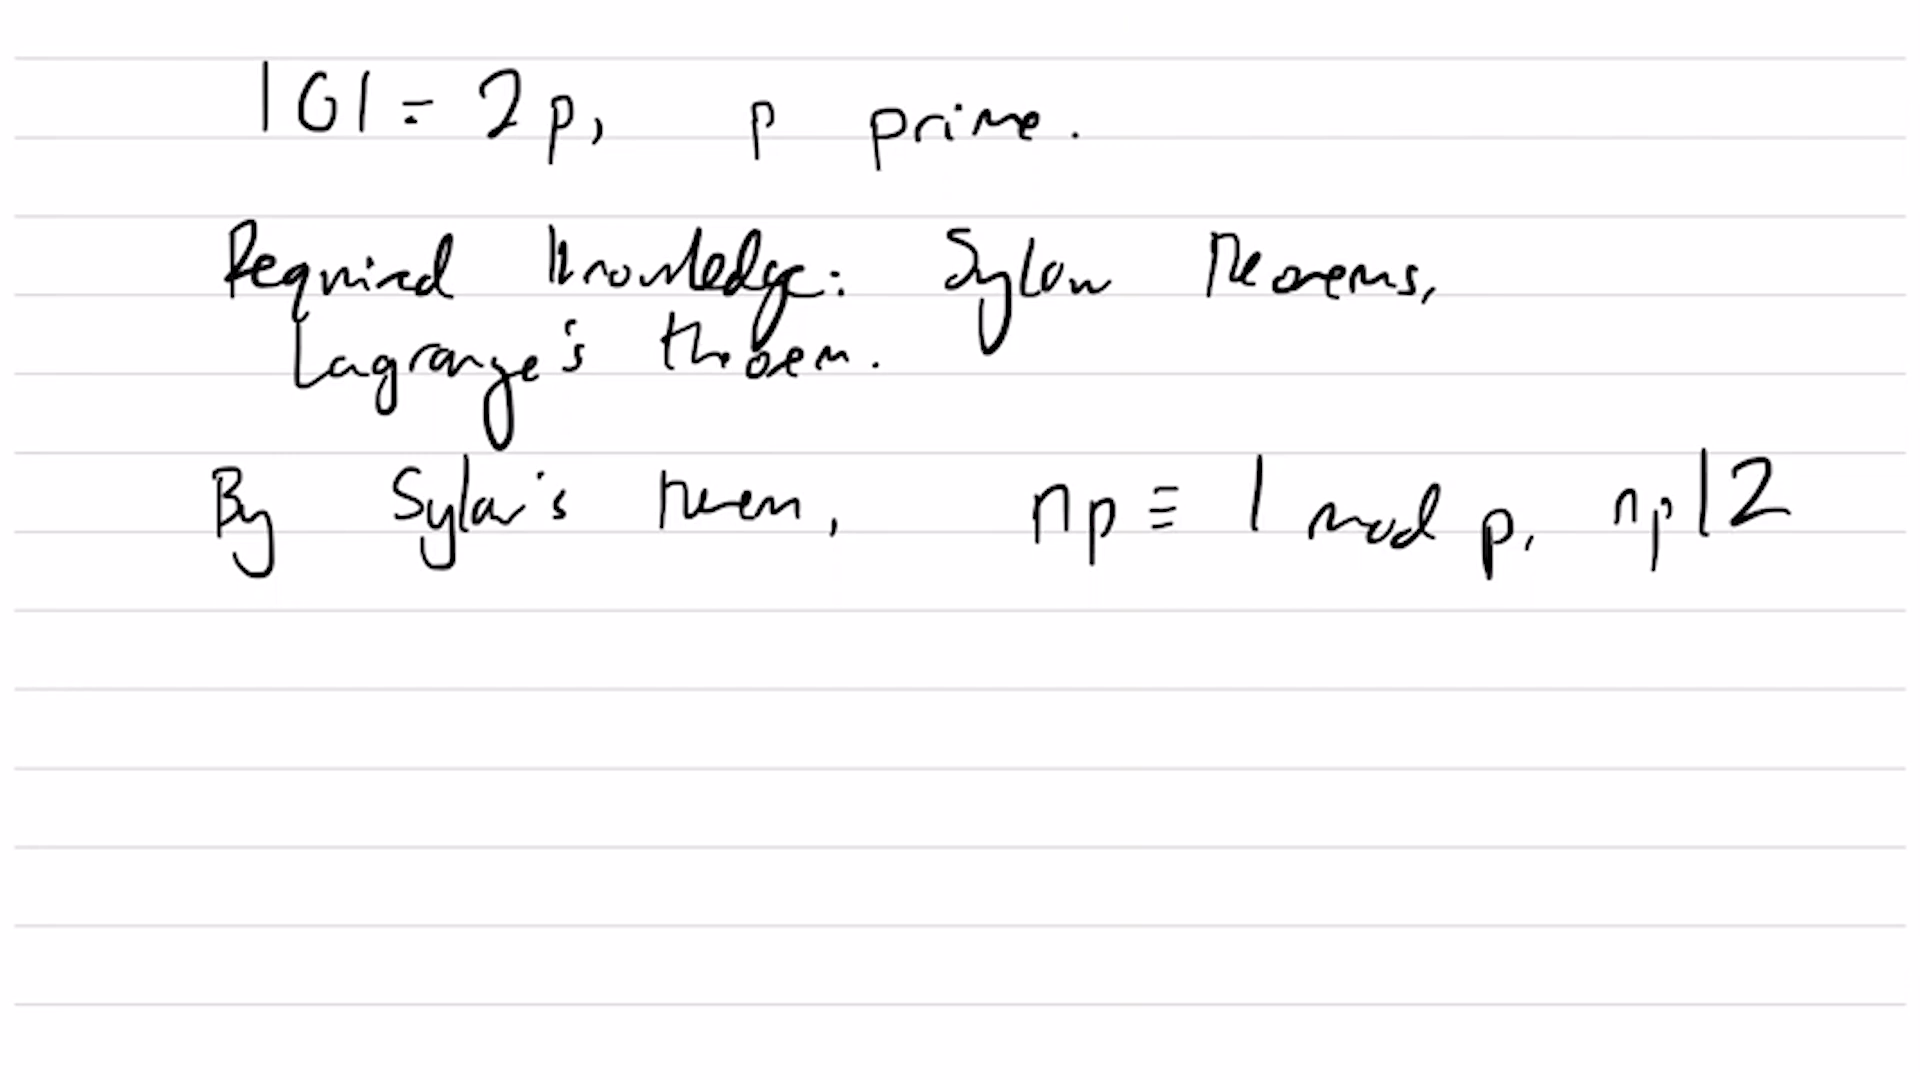 |G| = 2p, p prime.
Required Knowledge: Sylow Theorems,
Lagrange's theorem.
By Sylow's theorem, np ≡ 1 mod p, np|2